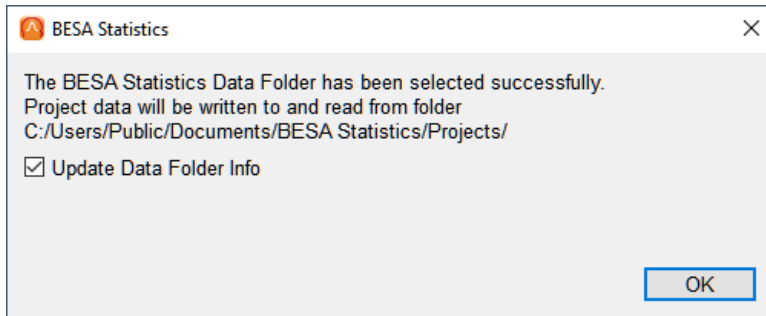 BESA Statistics
The BESA Statistics Data Folder has been selected successfully.
Project data will be written to and read from folder
C:/Users/Public/Documents/BESA Statistics/Projects/
Update Data Folder Info
OK